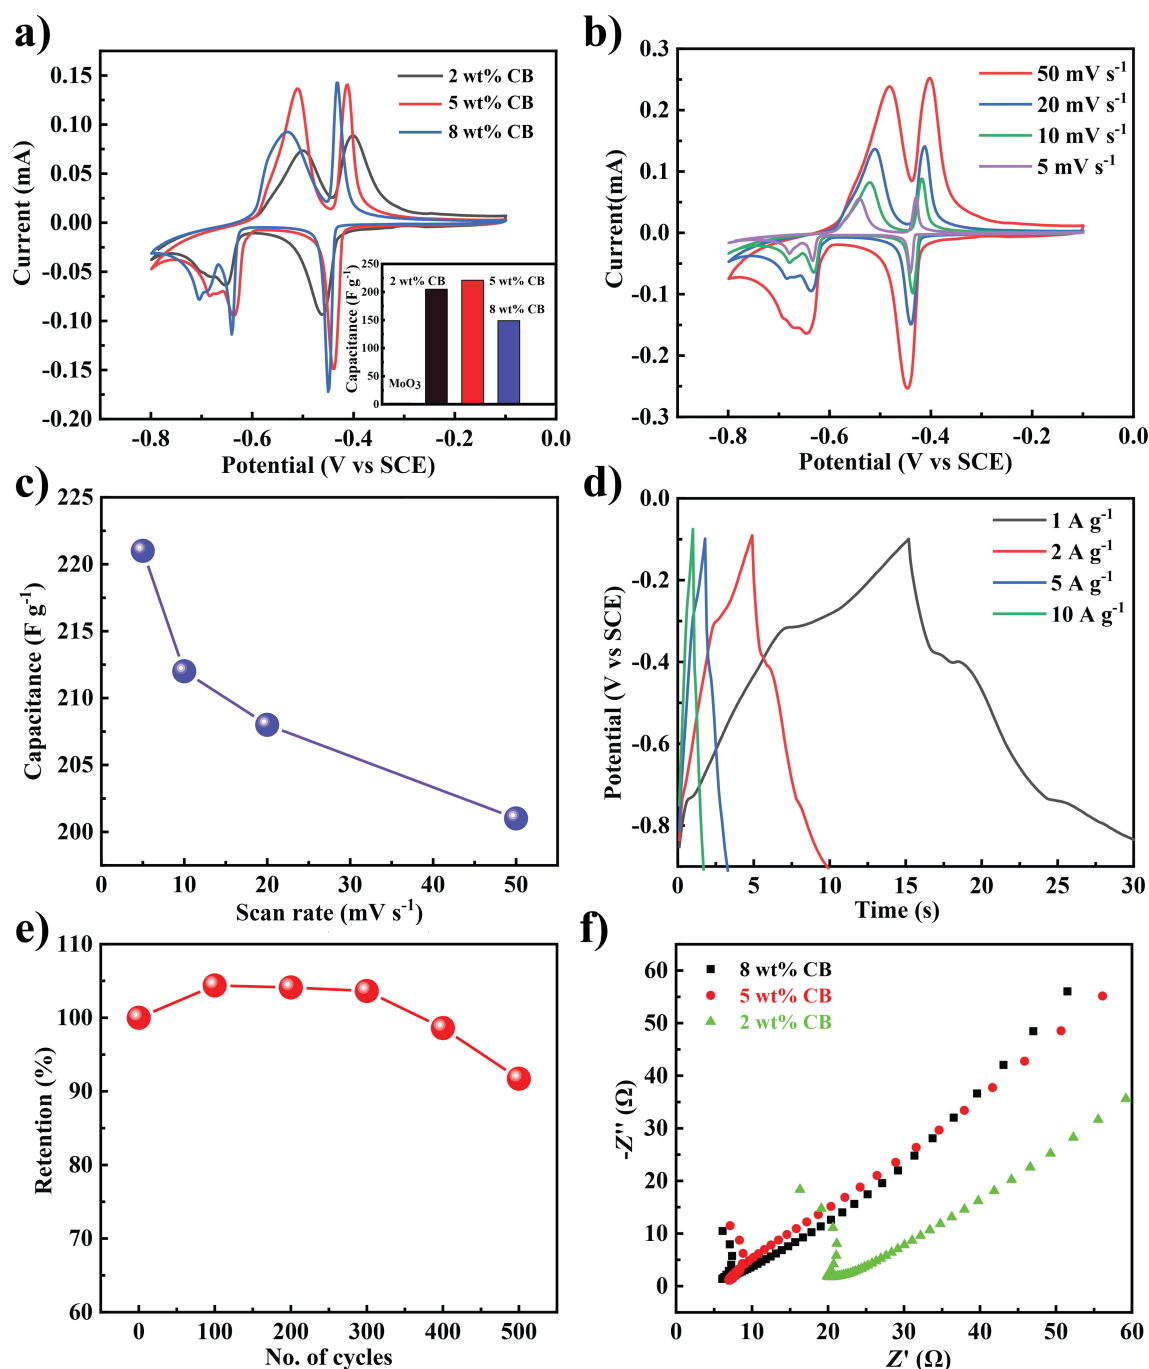 a)
0.15
0.10
0.05
0.00
-0.05
-0.10
-0.15
-0.20
Current (mA)
2 wt% CB
5 wt% CB
8 wt% CB
250
200
150
100
50
0
Capacitance (F g-1)
2 wt% CB
5 wt% CB
8 wt% CB
MoO3
-0.8
-0.6
-0.4
-0.2
0.0
Potential (V vs SCE)
b)
0.3
0.2
0.1
0.0
-0.1
-0.2
-0.3
Current(mA)
50 mV s-1
20 mV s-1
10 mV s-1
5 mV s-1
-0.8
-0.6
-0.4
-0.2
0.0
Potential (V vs SCE)
c)
225
220
215
210
205
200
Capacitance (F g-1)
0
10
20
30
40
50
Scan rate (mV s-1)
d)
0.0
-0.2
-0.4
-0.6
-0.8
Potential (V vs SCE)
1 A g-1
2 A g-1
5 A g-1
10 A g-1
0
5
10
15
20
25
30
Time (s)
e)
110
100
90
80
70
60
Retention (%)
0
100
200
300
400
500
No. of cycles
f)
60
50
40
30
20
10
0
-Z'' (Ω)
8 wt% CB
5 wt% CB
2 wt% CB
0
10
20
30
40
50
60
Z' (Ω)